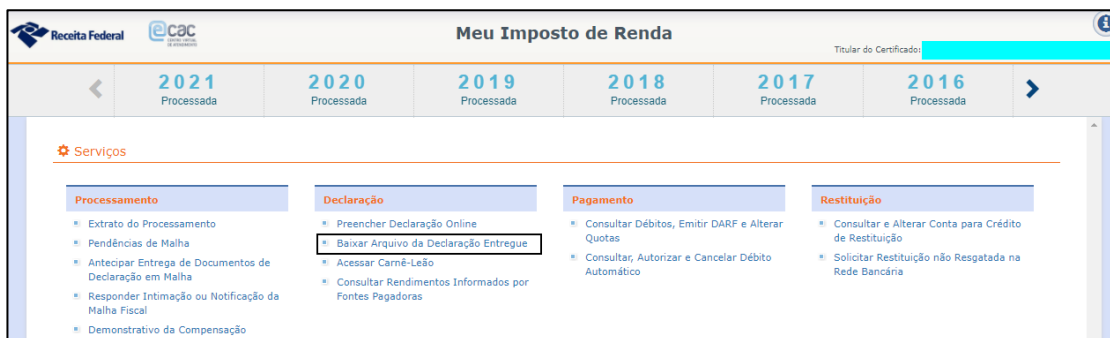 Receita Federal
e cac
CENTRO VIRTUAL
DE ATENDIMENTO
Meu Imposto de Renda
Titular do Certificado:
2021
Processada
2020
Processada
2019
Processada
2018
Processada
2017
Processada
2016
Processada
Serviços
Processamento
Extrato do Processamento
Pendências de Malha
Antecipar Entrega de Documentos de
Declaração em Malha
Responder Intimação ou Notificação da
Malha Fiscal
Demonstrativo da Compensação
Declaração
Preencher Declaração Online
Baixar Arquivo da Declaração Entregue
Acessar Carnê-Leão
Consultar Rendimentos Informados por
Fontes Pagadoras
Pagamento
Consultar Débitos, Emitir DARF e Alterar
Quotas
Consultar, Autorizar e Cancelar Débito
Automático
Restituição
Consultar e Alterar Conta para Crédito
de Restituição
Solicitar Restituição não Resgatada na
Rede Bancária